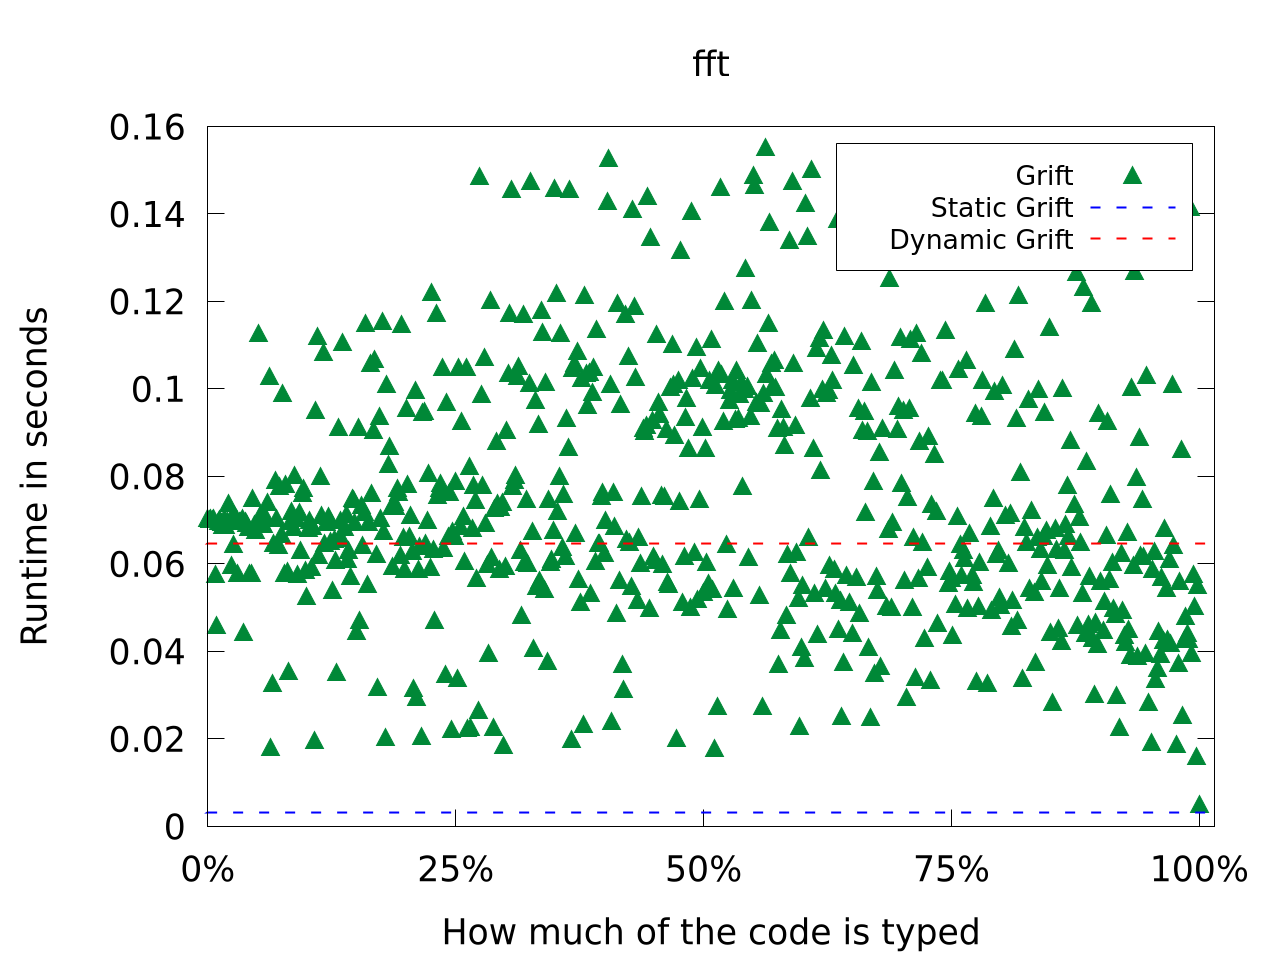 fft
0.16
0.14
0.12
0.1
0.08
0.06
0.04
0.02
0
Runtime in seconds
Grift
Static Grift
Dynamic Grift
0% 25% 50% 75% 100%
How much of the code is typed